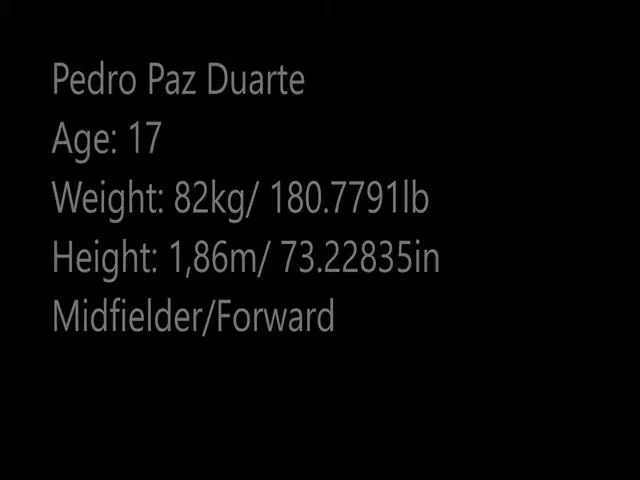 Pedro Paz Duarte
Age: 17
Weight: 82kg/ 180.7791lb
Height: 1,86m/ 73.22835in
Midfielder/Forward